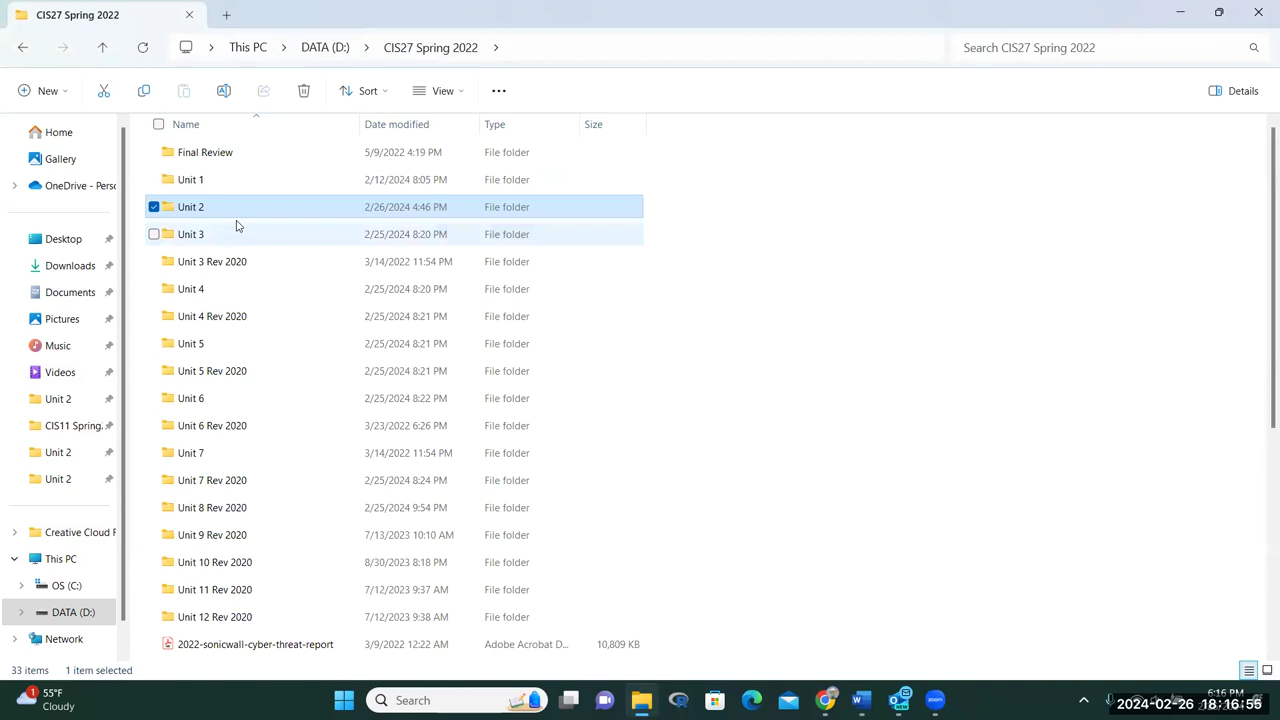 CIS27 Spring 2022
This PC > DATA (D:) > CIS27 Spring 2022 >
Search CIS27 Spring 2022
New
Sort
View
Details
Name Date modified Type Size
Final Review 5/9/2022 4:19 PM File folder
Unit 1 2/12/2024 8:05 PM File folder
Unit 2 2/26/2024 4:46 PM File folder
Unit 3 2/25/2024 8:20 PM File folder
Unit 3 Rev 2020 3/14/2022 11:54 PM File folder
Unit 4 2/25/2024 8:20 PM File folder
Unit 4 Rev 2020 2/25/2024 8:21 PM File folder
Unit 5 2/25/2024 8:21 PM File folder
Unit 5 Rev 2020 2/25/2024 8:21 PM File folder
Unit 6 2/25/2024 8:22 PM File folder
Unit 6 Rev 2020 3/23/2022 6:26 PM File folder
Unit 7 3/14/2022 11:54 PM File folder
Unit 7 Rev 2020 2/25/2024 8:24 PM File folder
Unit 8 Rev 2020 2/25/2024 9:54 PM File folder
Unit 9 Rev 2020 7/13/2023 10:10 AM File folder
Unit 10 Rev 2020 8/30/2023 8:18 PM File folder
Unit 11 Rev 2020 7/12/2023 9:37 AM File folder
Unit 12 Rev 2020 7/12/2023 9:38 AM File folder
2022-sonicwall-cyber-threat-report 3/9/2022 12:22 AM Adobe Acrobat D... 10,809 KB
Home
Gallery
OneDrive - Perso
Desktop
Downloads
Documents
Pictures
Music
Videos
Unit 2
CIS11 Spring.
Unit 2
Unit 2
Creative Cloud F
This PC
OS (C:)
DATA (D:)
Network
33 items 1 item selected
1
55°F
Cloudy
Search
zoom
6:16 PM
2024-02-26 18:16:55